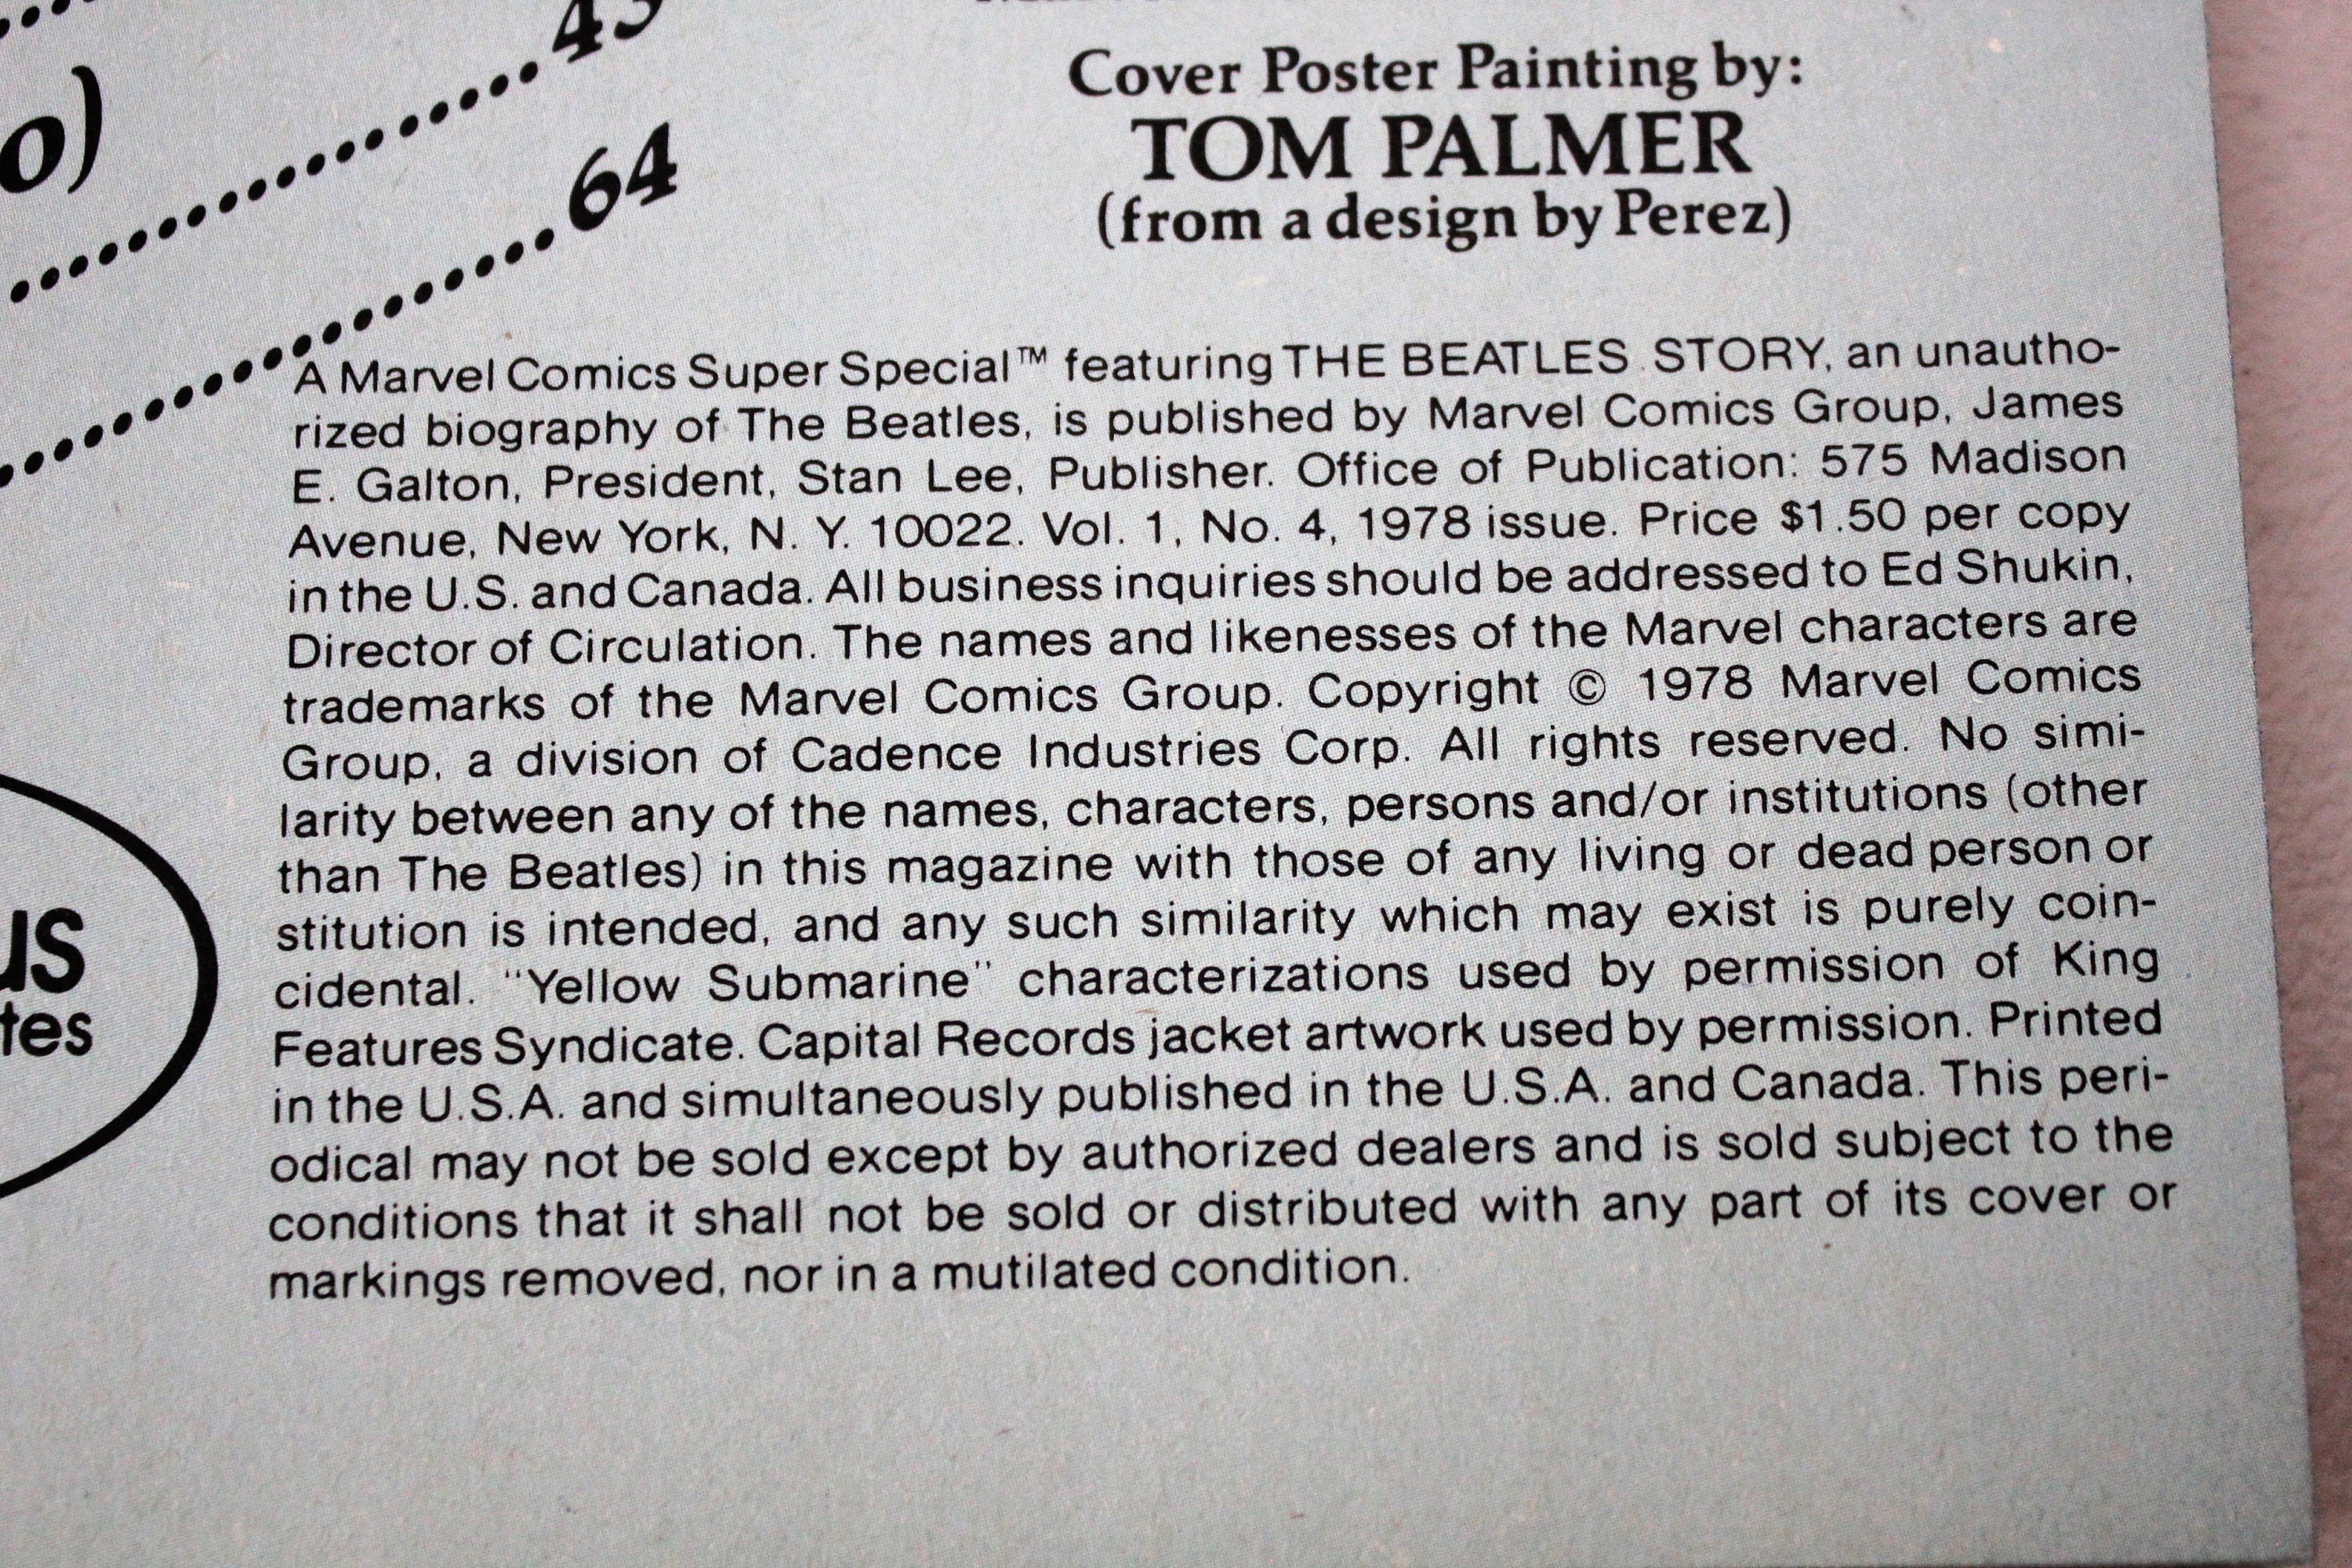 o)
64
Cover Poster Painting by:
TOM PALMER
(from a design by Perez)
A Marvel Comics Super Special™ featuring THE BEATLES STORY, an unautho-
rized biography of The Beatles, is published by Marvel Comics Group, James
E. Galton, President, Stan Lee, Publisher. Office of Publication: 575 Madison
Avenue, New York, N. Y. 10022. Vol. 1, No. 4, 1978 issue. Price $1.50 per copy
in the U.S. and Canada. All business inquiries should be addressed to Ed Shukin,
Director of Circulation. The names and likenesses of the Marvel characters are
trademarks of the Marvel Comics Group. Copyright © 1978 Marvel Comics
Group, a division of Cadence Industries Corp. All rights reserved. No simi-
larity between any of the names, characters, persons and/or institutions (other
than The Beatles) in this magazine with those of any living or dead person or
stitution is intended, and any such similarity which may exist is purely coin-
cidental. "Yellow Submarine" characterizations used by permission of King
Features Syndicate. Capital Records jacket artwork used by permission. Printed
in the U.S.A. and simultaneously published in the U.S.A. and Canada. This peri-
odical may not be sold except by authorized dealers and is sold subject to the
conditions that it shall not be sold or distributed with any part of its cover or
markings removed, nor in a mutilated condition.
us
tes